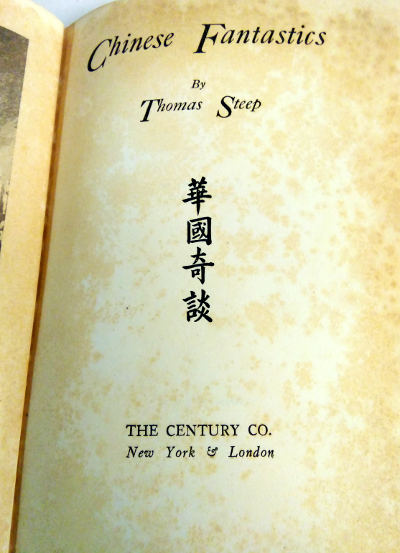 Chinese Fantastics
By
Thomas Steep
華國奇談
THE CENTURY CO.
New York & London